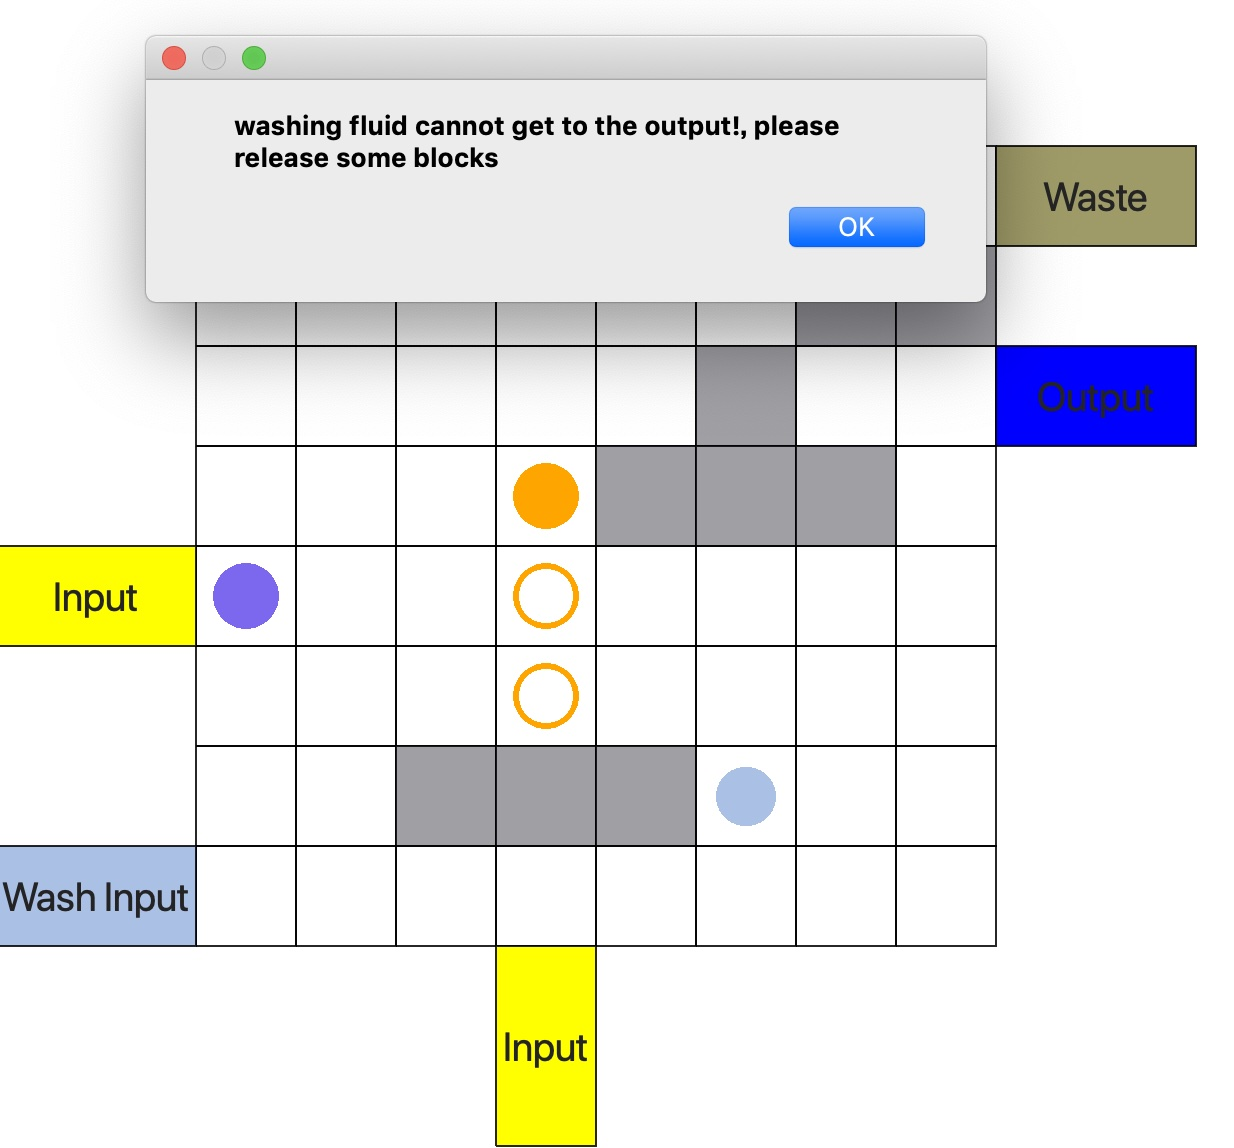 washing fluid cannot get to the output!, please
release some blocks
OK
Waste
Output
Input
Wash Input
Input